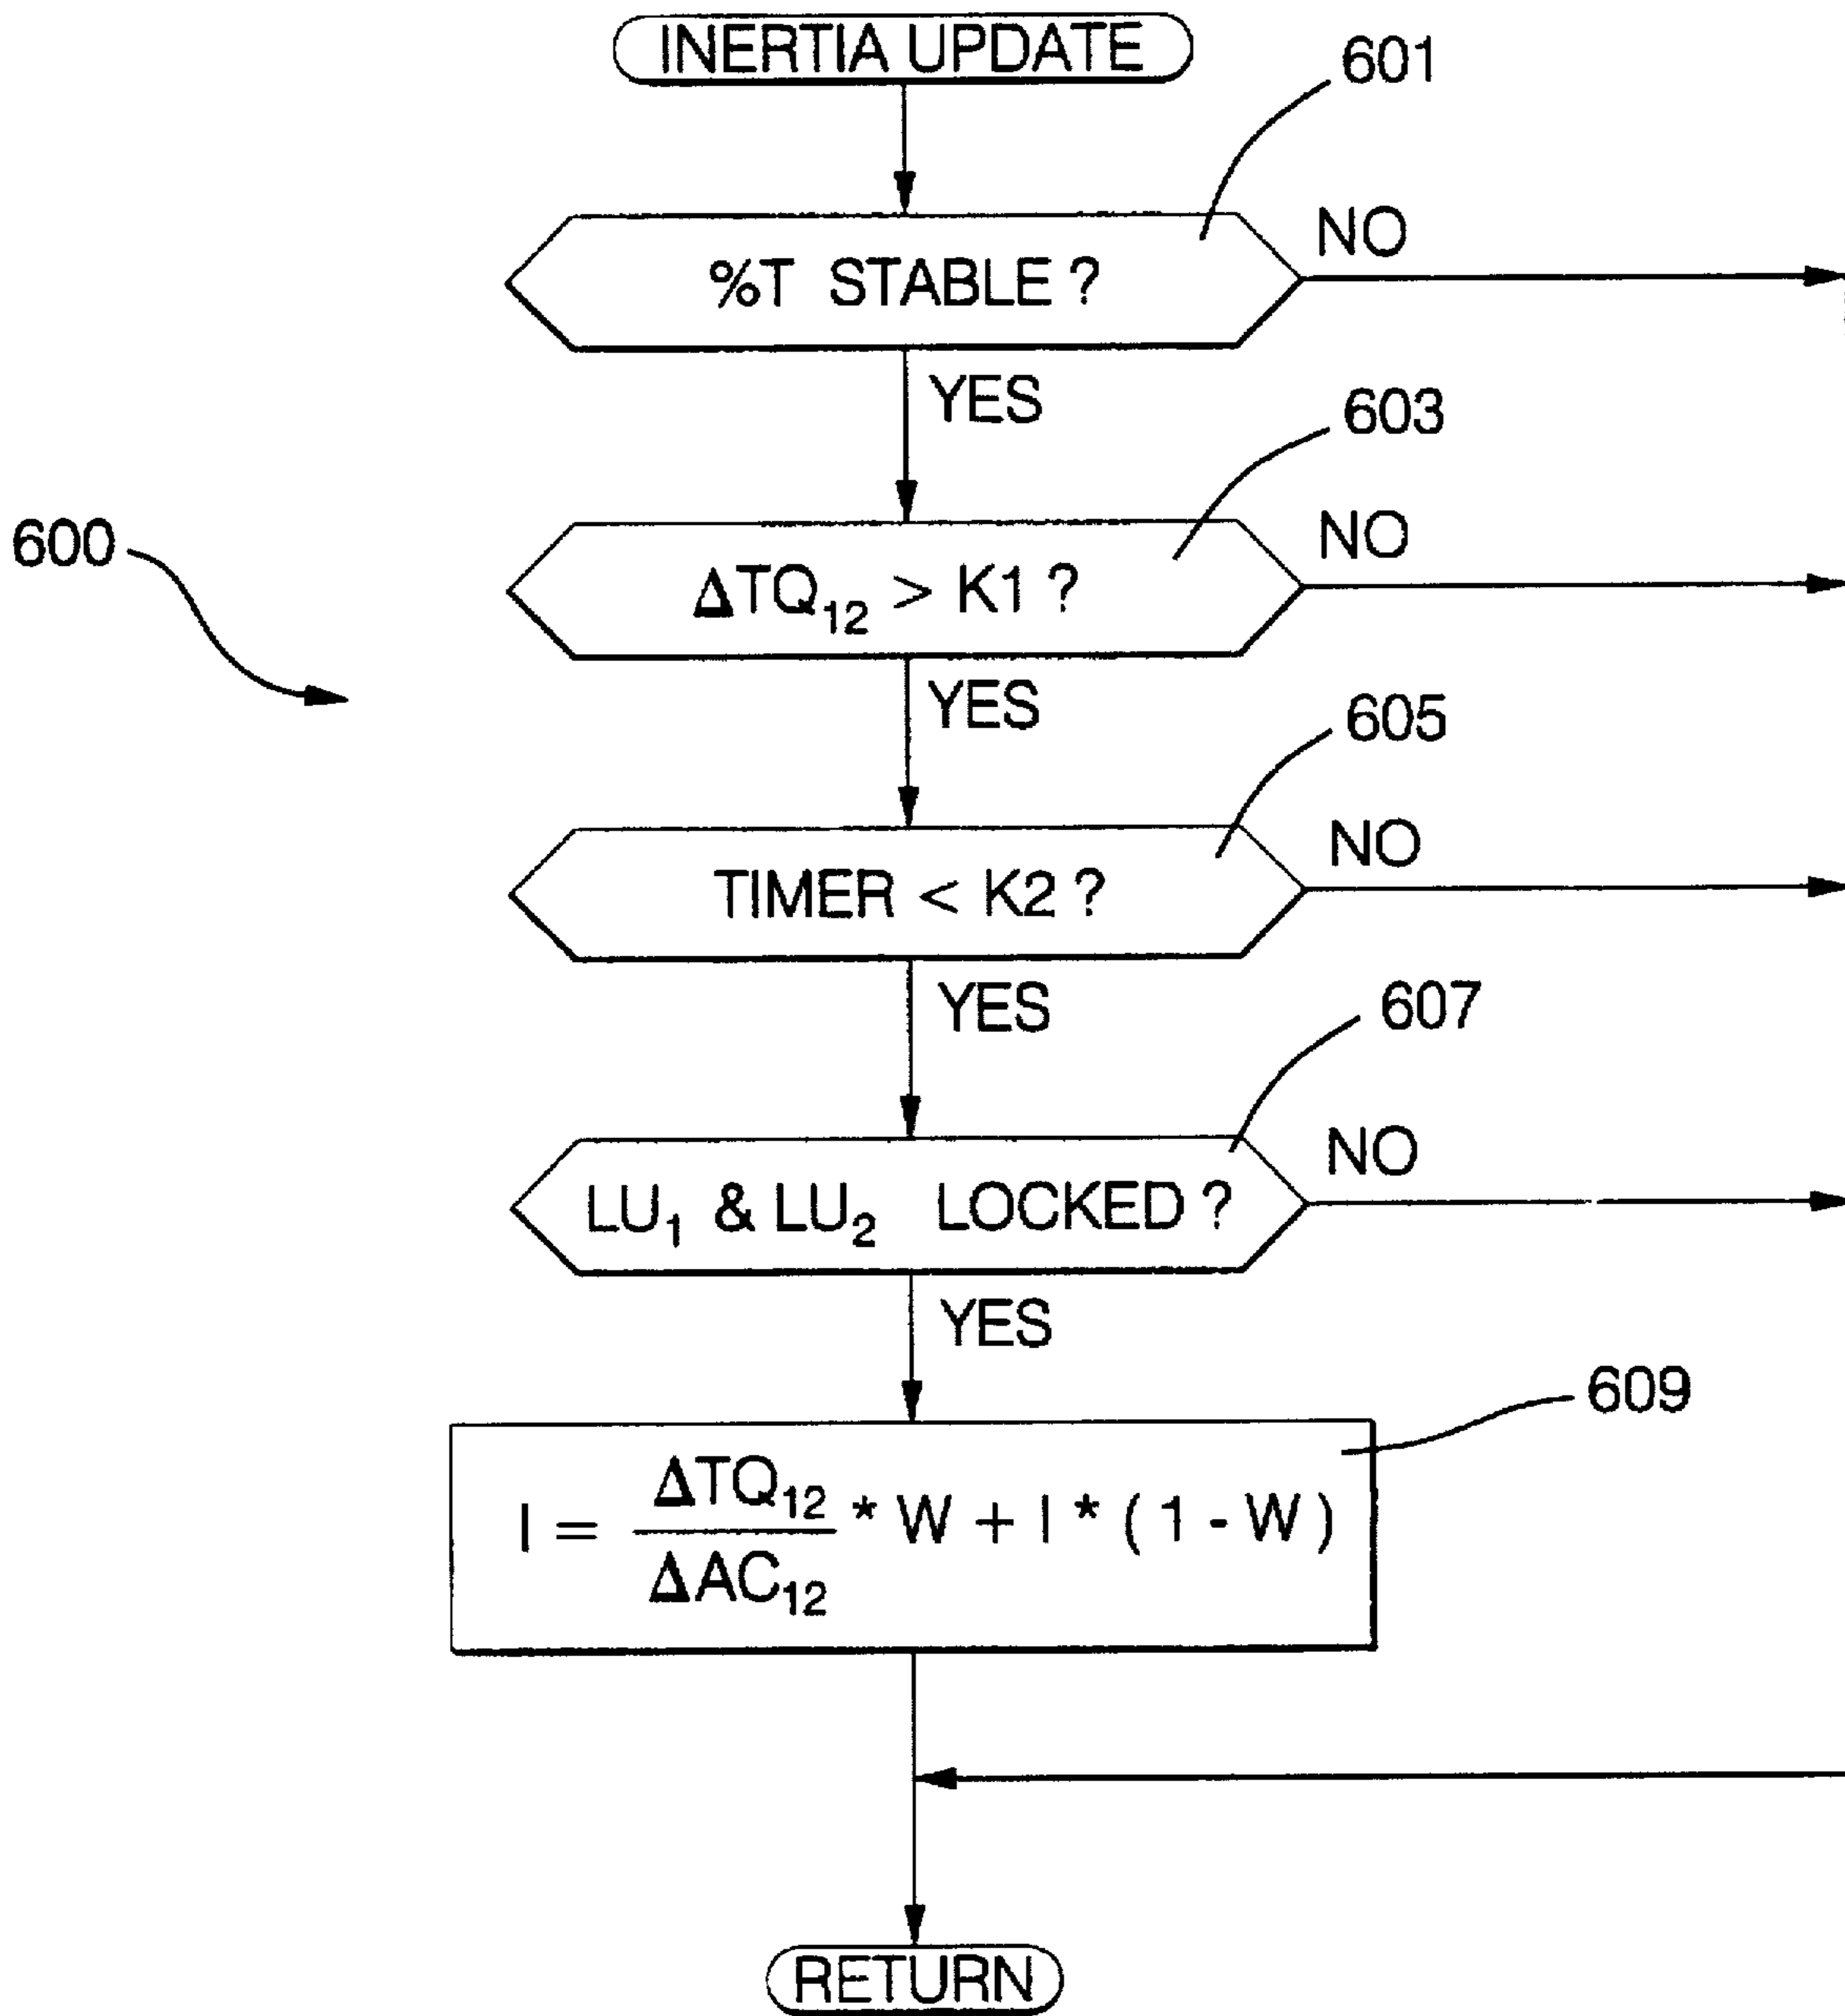 INERTIA UPDATE
601
NO
%T STABLE ?
YES
603
NO
600
ΔTQ₁₂ > K1 ?
YES
605
NO
TIMER < K2 ?
YES
607
NO
LU₁ & LU₂ LOCKED ?
YES
609
I = ΔTQ₁₂ / ΔAC₁₂ * W + I * ( 1 - W )
RETURN